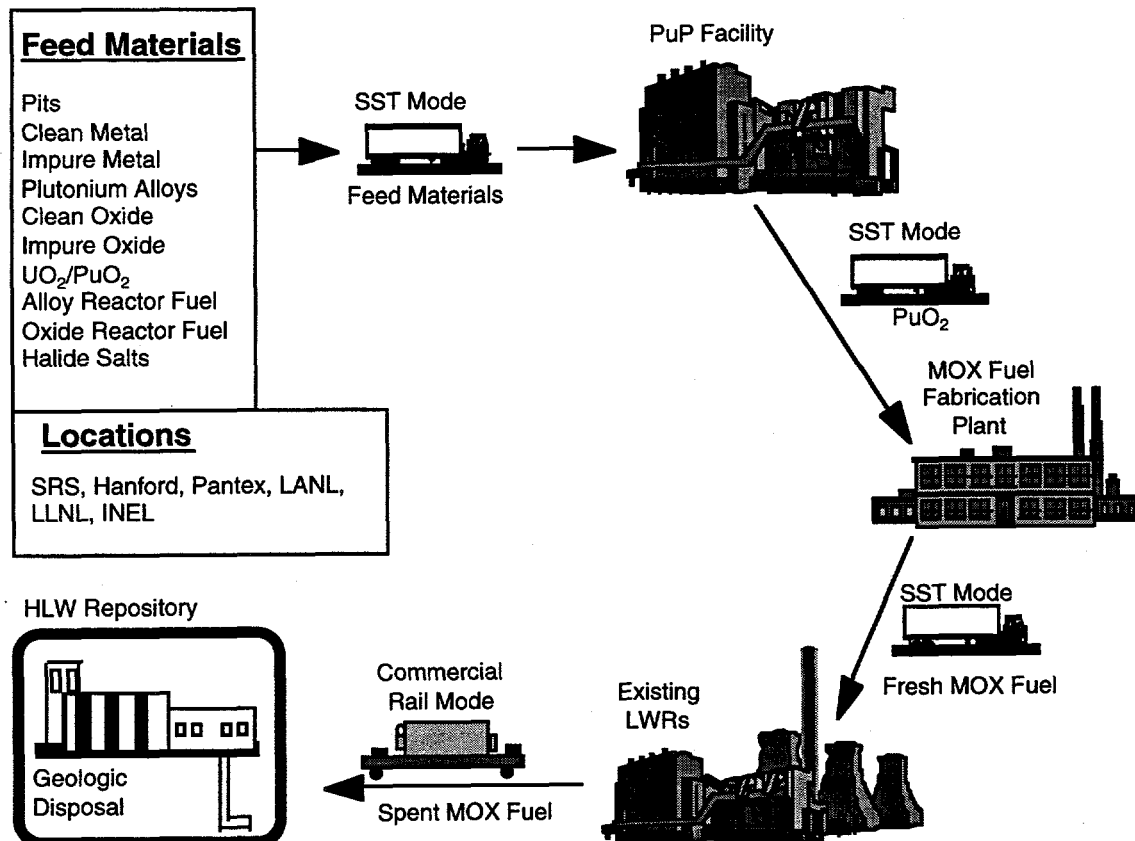 Feed Materials
Pits
Clean Metal
Impure Metal
Plutonium Alloys
Clean Oxide
Impure Oxide
UO₂/PuO₂
Alloy Reactor Fuel
Oxide Reactor Fuel
Halide Salts
Locations
SRS, Hanford, Pantex, LANL,
LLNL, INEL
SST Mode
Feed Materials
PuP Facility
SST Mode
PuO₂
MOX Fuel
Fabrication
Plant
SST Mode
Fresh MOX Fuel
Existing
LWRs
Commercial
Rail Mode
Spent MOX Fuel
HLW Repository
Geologic
Disposal